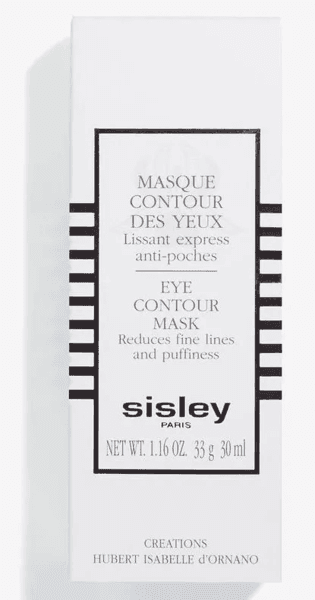 MASQUE
CONTOUR
DES YEUX
Lissant express
anti-poches
EYE
CONTOUR
MASK
Reduces fine lines
and puffiness
sisley
PARIS
NET WT. 1.16 OZ. 33 g 30 ml
CREATIONS
HUBERT ISABELLE d'ORNANO